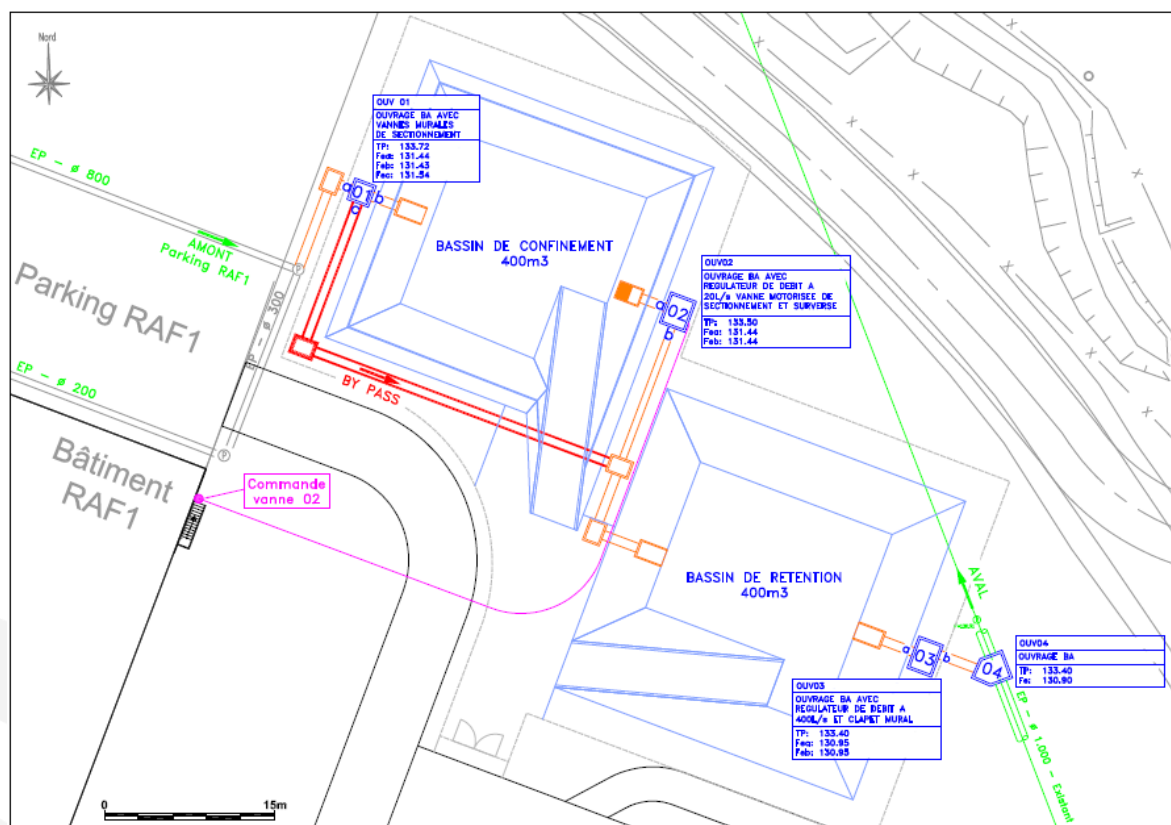 Nord
EP - ø 800
AMONT
Parking RAF1
Parking RAF1
EP - ø 300
EP - ø 200
Bâtiment
RAF1
Commande
vanne 02
OUV 01
OUVRAGE BA AVEC
VANNES MURALES
DE SECTIONNEMENT
TP: 133.72
Fea: 131.44
Feb: 131.43
Fec: 131.54
a
01
b
c
BASSIN DE CONFINEMENT
400m3
BY PASS
OUV02
OUVRAGE BA AVEC
REGULATEUR DE DEBIT A
20L/s VANNE MOTORISEE DE
SECTIONNEMENT ET SURVERSE
TP: 133.50
Fea: 131.44
Feb: 131.44
a
02
b
BASSIN DE RETENTION
400m3
AVAL
a
03
b
04
OUV03
OUVRAGE BA AVEC
REGULATEUR DE DEBIT A
400L/s ET CLAPET MURAL
TP: 133.40
Fea: 130.95
Feb: 130.95
OUV04
OUVRAGE BA
TP: 133.40
Fe: 130.90
EP - ø 1.000 - Existant
0
15m